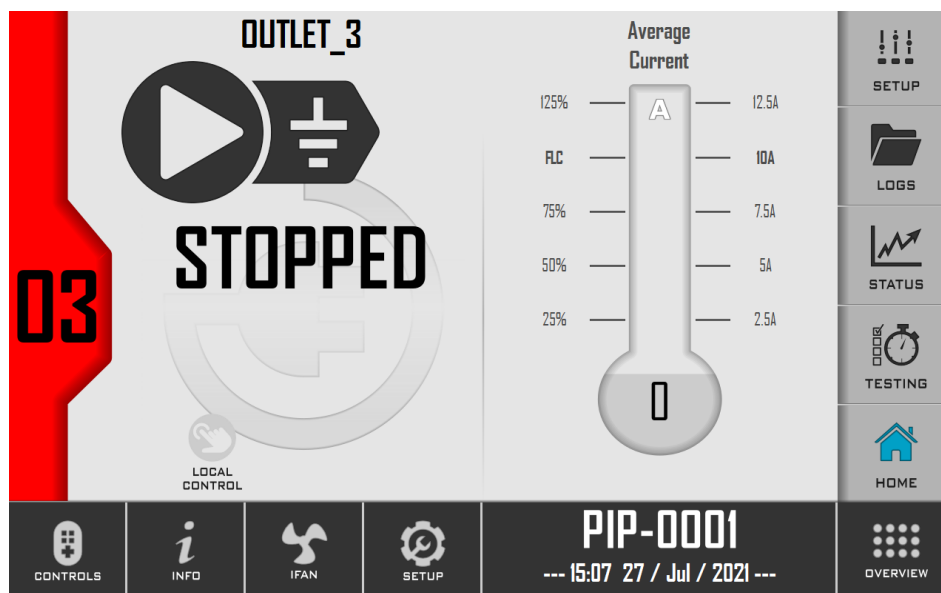 OUTLET_3
STOPPED
03
LOCAL
CONTROL
Average
Current
A
125%
12.5A
FLC
10A
75%
7.5A
50%
5A
25%
2.5A
0
SETUP
LOGS
STATUS
TESTING
HOME
CONTROLS
INFO
IFAN
SETUP
PIP-0001
--- 15:07 27 / Jul / 2021 ---
OVERVIEW